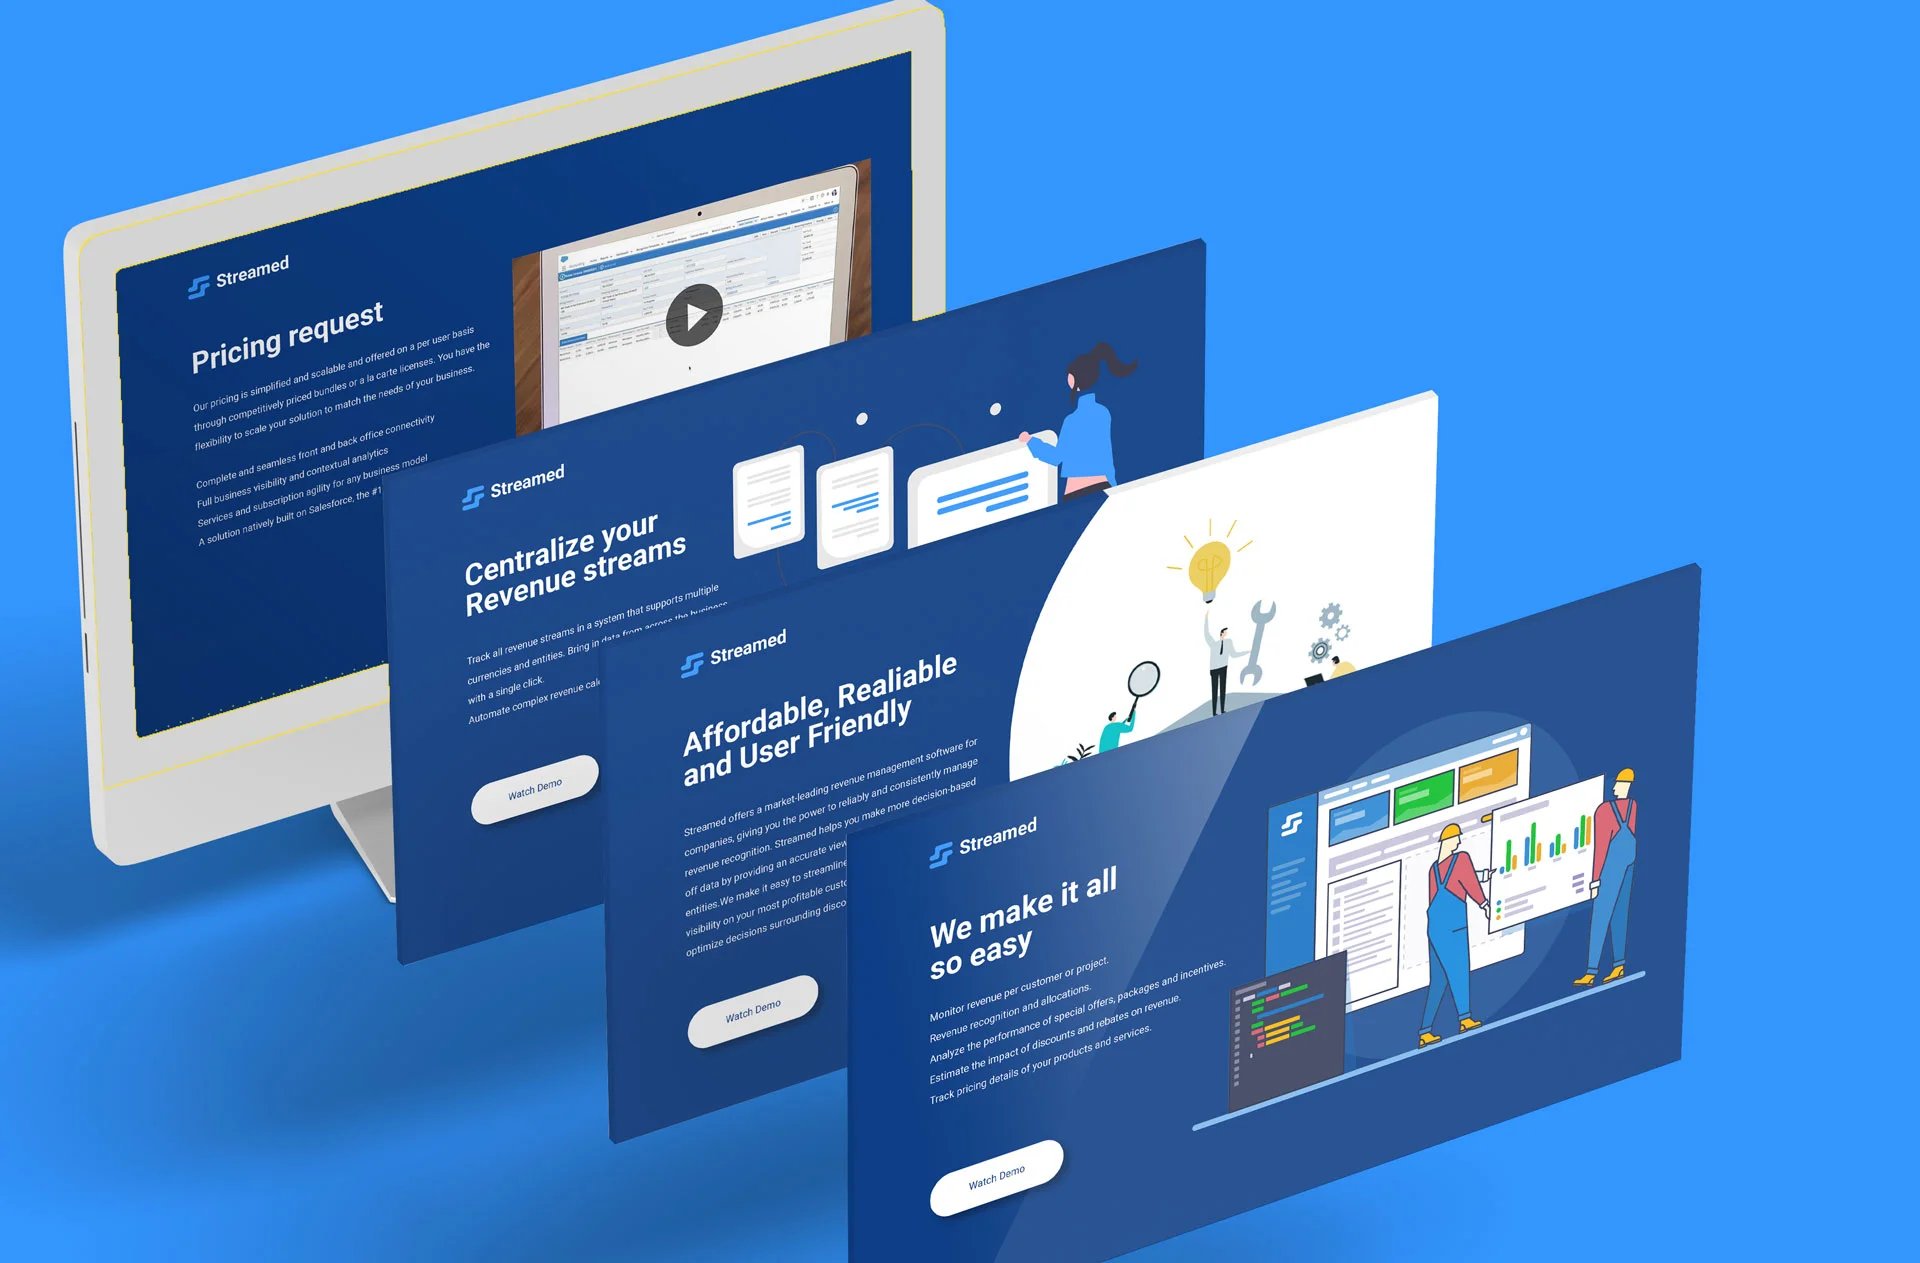 Streamed
Pricing request
Our pricing is simplified and scalable and offered on a per user basis
through competitively priced bundles or a la carte licenses. You have the
flexibility to scale your solution to match the needs of your business.
Complete and seamless front and back office connectivity
Full business visibility and contextual analytics
Services and subscription agility for any business model
A solution natively built on Salesforce, the #1
Streamed
Centralize your
Revenue streams
Track all revenue streams in a system that supports multiple
currencies and entities. Bring in data from across the business
with a single click.
Automate complex revenue
Watch Demo
Streamed
Affordable, Realiable
and User Friendly
Streamed offers a market-leading revenue management software for
companies, giving you the power to reliably and consistently manage
revenue recognition. Streamed helps you make more decision-based
off data by providing an accurate view
entities.We make it easy to streamline
visibility on your most profitable
optimize decisions surrounding
Watch Demo
Streamed
We make it all
so easy
Monitor revenue per customer or project.
Revenue recognition and allocations.
Analyze the performance of special offers, packages and incentives.
Estimate the impact of discounts and rebates on revenue.
Track pricing details of your products and services.
Watch Demo